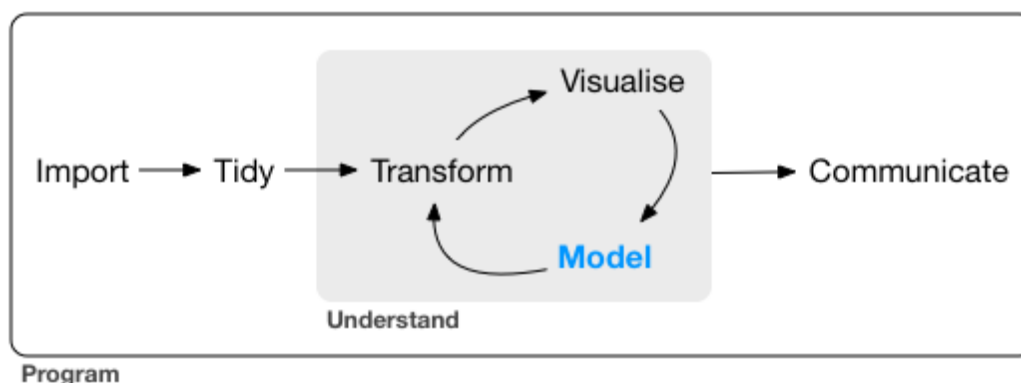 Visualise
Import Tidy Transform Communicate
Model
Understand
Program